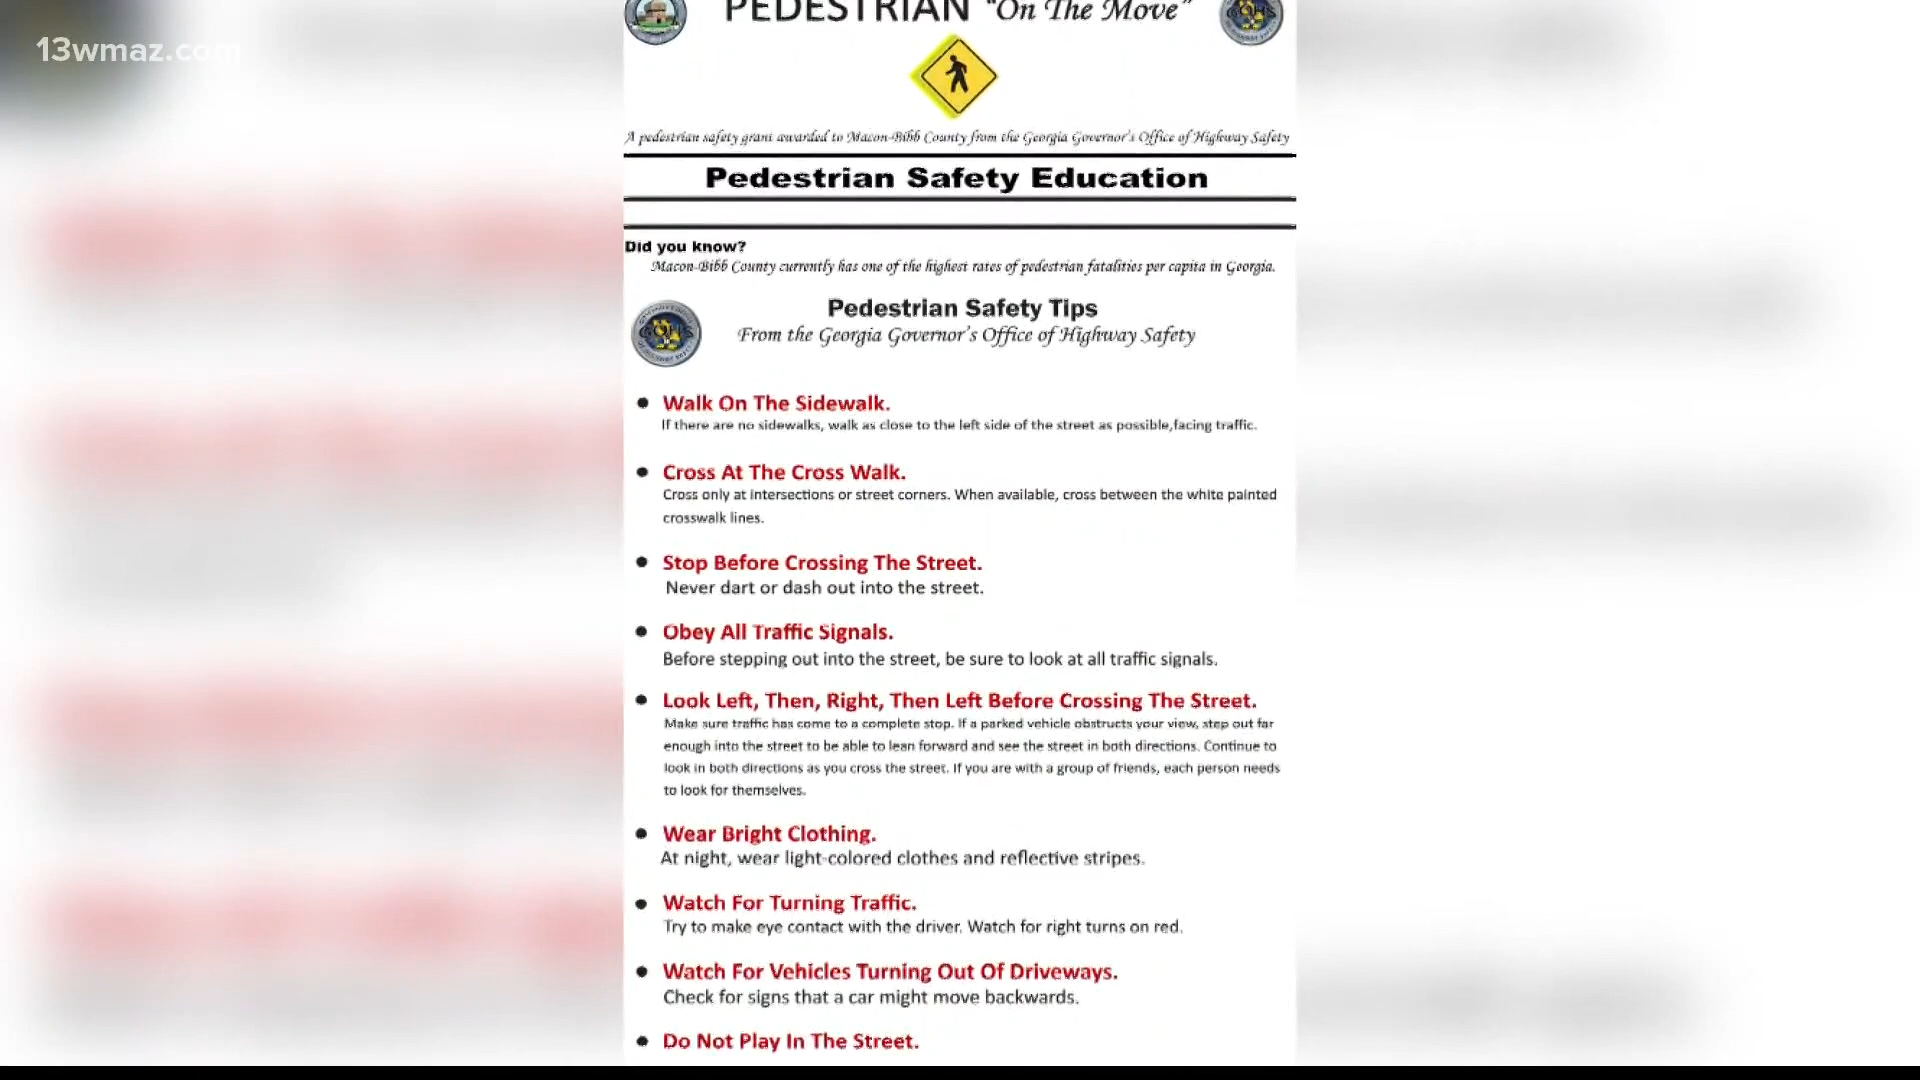 13wmaz.com
PEDESTRIAN "On The Move"
A pedestrian safety grant awarded to Macon-Bibb County from the Georgia Governor's Office of Highway Safety
Pedestrian Safety Education
Did you know?
Macon-Bibb County currently has one of the highest rates of pedestrian fatalities per capita in Georgia.
Pedestrian Safety Tips
From the Georgia Governor's Office of Highway Safety
GOHS
• Walk On The Sidewalk.
If there are no sidewalks, walk as close to the left side of the street as possible,facing traffic.
• Cross At The Cross Walk.
Cross only at intersections or street corners. When available, cross between the white painted
crosswalk lines.
• Stop Before Crossing The Street.
Never dart or dash out into the street.
• Obey All Traffic Signals.
Before stepping out into the street, be sure to look at all traffic signals.
• Look Left, Then, Right, Then Left Before Crossing The Street.
Make sure traffic has come to a complete stop. If a parked vehicle obstructs your view, step out far
enough into the street to be able to lean forward and see the street in both directions. Continue to
look in both directions as you cross the street. If you are with a group of friends, each person needs
to look for themselves.
• Wear Bright Clothing.
At night, wear light-colored clothes and reflective stripes.
• Watch For Turning Traffic.
Try to make eye contact with the driver. Watch for right turns on red.
• Watch For Vehicles Turning Out Of Driveways.
Check for signs that a car might move backwards.
• Do Not Play In The Street.